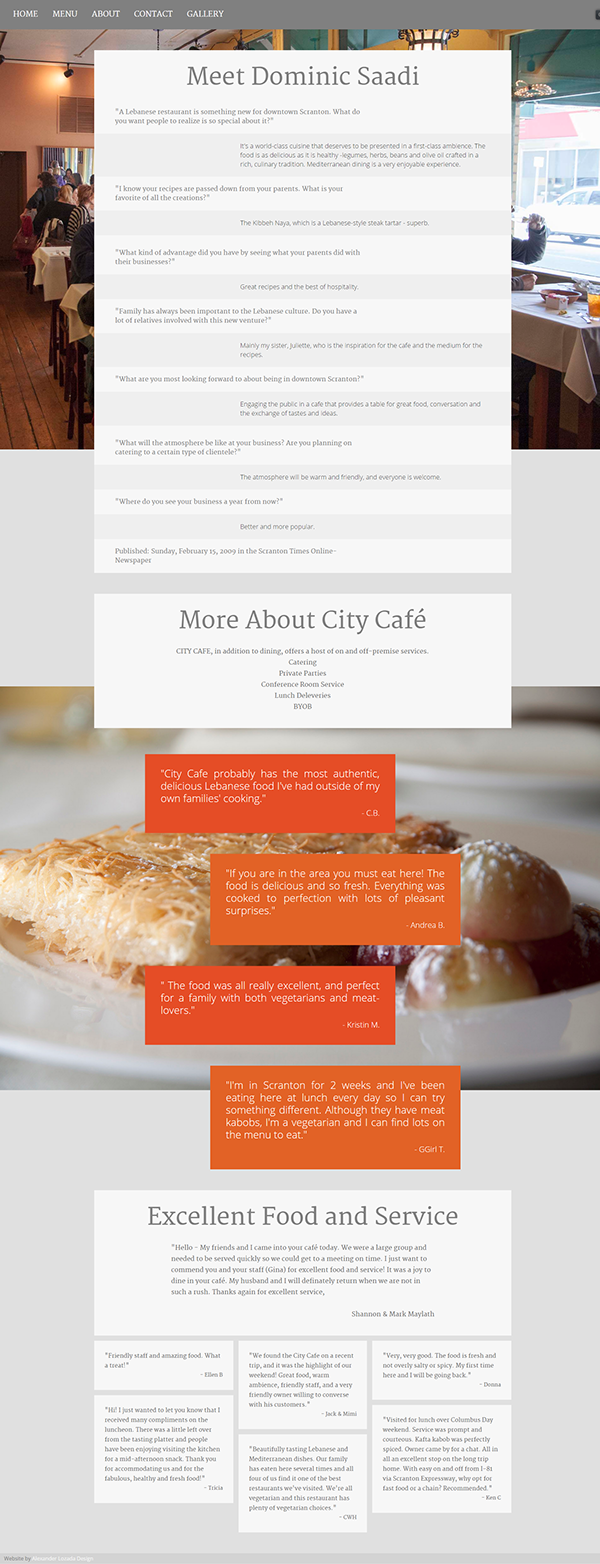 HOME MENU ABOUT CONTACT GALLERY
Meet Dominic Saadi
"A Lebanese restaurant is something new for downtown Scranton. What do
you want people to realize is so special about it?"
It's a world-class cuisine that deserves to be presented in a first-class ambience. The
food is as delicious as it is healthy -legumes, herbs, beans and olive oil crafted in a
rich, culinary tradition. Mediterranean dining is a very enjoyable experience.
"I know your recipes are passed down from your parents. What is your
favorite of all the creations?"
The Kibbeh Naya, which is a Lebanese-style steak tartar - superb.
"What kind of advantage did you have by seeing what your parents did with
their businesses?"
Great recipes and the best of hospitality.
"Family has always been important to the Lebanese culture. Do you have a
lot of relatives involved with this new venture?"
Mainly my sister, Juliette, who is the inspiration for the cafe and the medium for the
recipes.
"What are you most looking forward to about being in downtown Scranton?"
Engaging the public in a cafe that provides a table for great food, conversation and
the exchange of tastes and ideas.
"What will the atmosphere be like at your business? Are you planning on
catering to a certain type of clientele?"
The atmosphere will be warm and friendly, and everyone is welcome.
"Where do you see your business a year from now?"
Better and more popular.
Published: Sunday, February 15, 2009 in the Scranton Times Online-
Newspaper
More About City Café
CITY CAFE, in addition to dining, offers a host of on and off-premise services.
Catering
Private Parties
Conference Room Service
Lunch Deleveries
BYOB
"City Cafe probably has the most authentic,
delicious Lebanese food I've had outside of my
own families' cooking."
- C.B.
"If you are in the area you must eat here! The
food is delicious and so fresh. Everything was
cooked to perfection with lots of pleasant
surprises."
- Andrea B.
" The food was all really excellent, and perfect
for a family with both vegetarians and meat-
lovers."
- Kristin M.
"I'm in Scranton for 2 weeks and I've been
eating here at lunch every day so I can try
something different. Although they have meat
kabobs, I'm a vegetarian and I can find lots on
the menu to eat."
- GGirl T.
Excellent Food and Service
"Hello - My friends and I came into your café today. We were a large group and
needed to be served quickly so we could get to a meeting on time. I just want to
commend you and your staff (Gina) for excellent food and service! It was a joy to
dine in your café. My husband and I will definately return when we are not in
such a rush. Thanks again for excellent service,
Shannon & Mark Maylath
"Friendly staff and amazing food. What
a treat!"
- Ellen B
"Hi! I just wanted to let you know that I
received many compliments on the
luncheon. There was a little left over
from the tasting platter and people
have been enjoying visiting the kitchen
for a mid-afternoon snack. Thank you
for accommodating us and for the
fabulous, healthy and fresh food!"
- Tricia
"We found the City Cafe on a recent
trip, and it was the highlight of our
weekend! Great food, warm
ambience, friendly staff, and a very
friendly owner willing to converse
with his customers."
- Jack & Mimi
"Beautifully tasting Lebanese and
Mediterranean dishes. Our family
has eaten here several times and all
four of us find it one of the best
restaurants we've visited. We're all
vegetarian and this restaurant has
plenty of vegetarian choices."
- CWH
"Very, very good. The food is fresh and
not overly salty or spicy. My first time
here and I will be going back."
- Donna
"Visited for lunch over Columbus Day
weekend. Service was prompt and
courteous. Kafta kabob was perfectly
spiced. Owner came by for a chat. All in
all an excellent stop on the long trip
home. With easy on and off from I-81
via Scranton Expressway, why opt for
fast food or a chain? Recommended."
- Ken C
Website by Alexander Losada Design